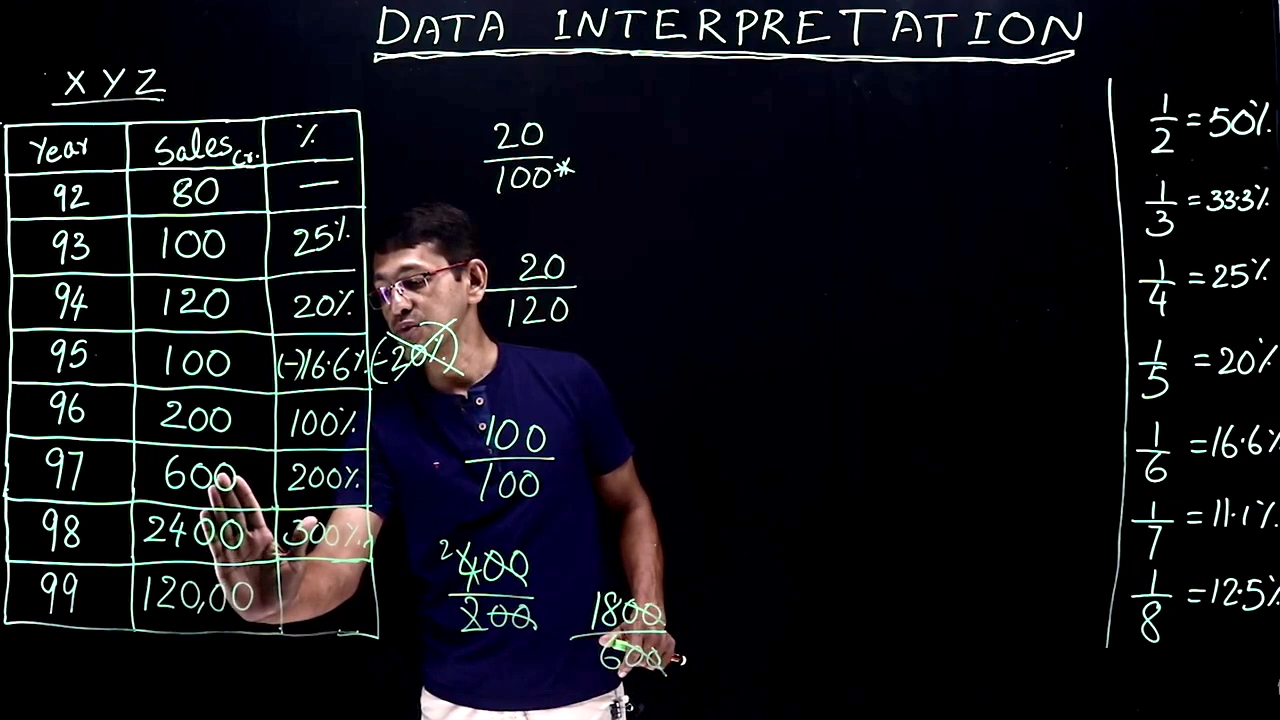 DATA INTERPRETATION
X Y Z
Year Sales Cr. %
92 80 —
93 100 25%
94 120 20%
95 100 (-)16.6% (-20%)
96 200 100%
97 600 200%
98 2400 300%
99 120,00
20
100*
20
120
100
100
2 400
200
1800
600
1/2 = 50%
1/3 = 33.3%
1/4 = 25%
1/5 = 20%
1/6 = 16.6%
1/7 = 11.1%
1/8 = 12.5%